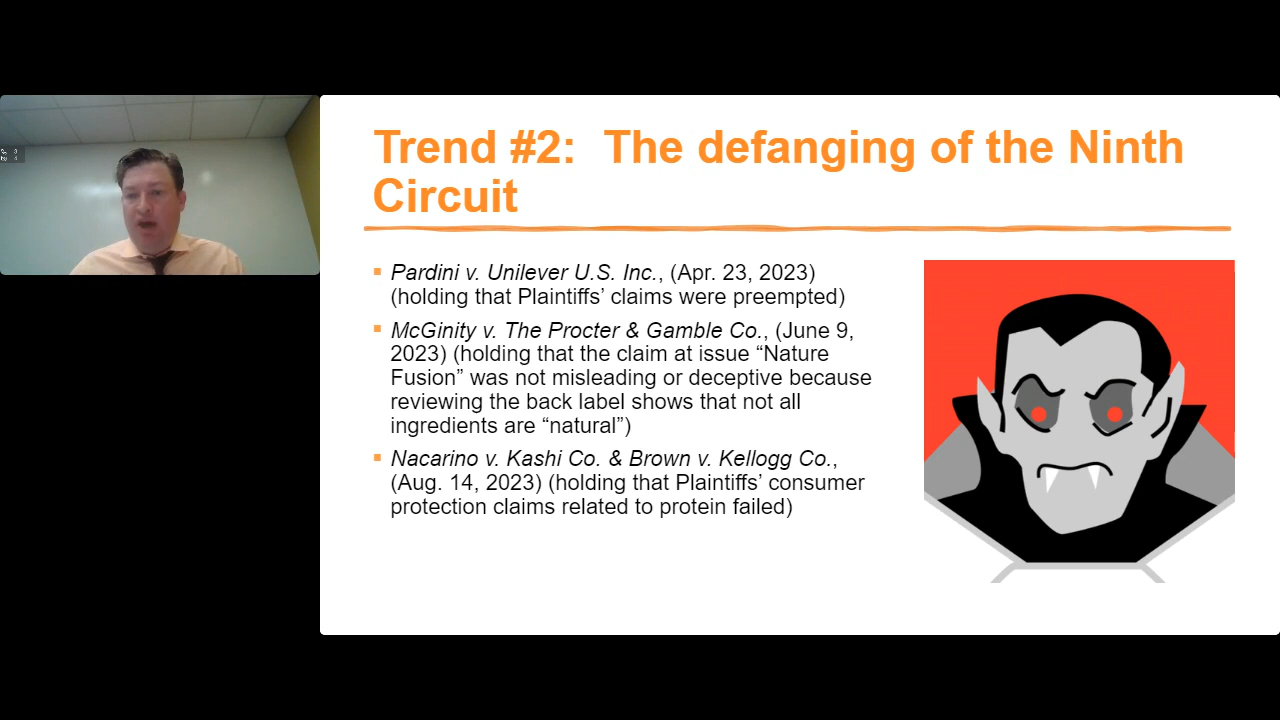 Trend #2:  The defanging of the Ninth
Circuit
Pardini v. Unilever U.S. Inc., (Apr. 23, 2023)
(holding that Plaintiffs’ claims were preempted)
McGinity v. The Procter & Gamble Co., (June 9,
2023) (holding that the claim at issue “Nature
Fusion” was not misleading or deceptive because
reviewing the back label shows that not all
ingredients are “natural”)
Nacarino v. Kashi Co. & Brown v. Kellogg Co.,
(Aug. 14, 2023) (holding that Plaintiffs’ consumer
protection claims related to protein failed)